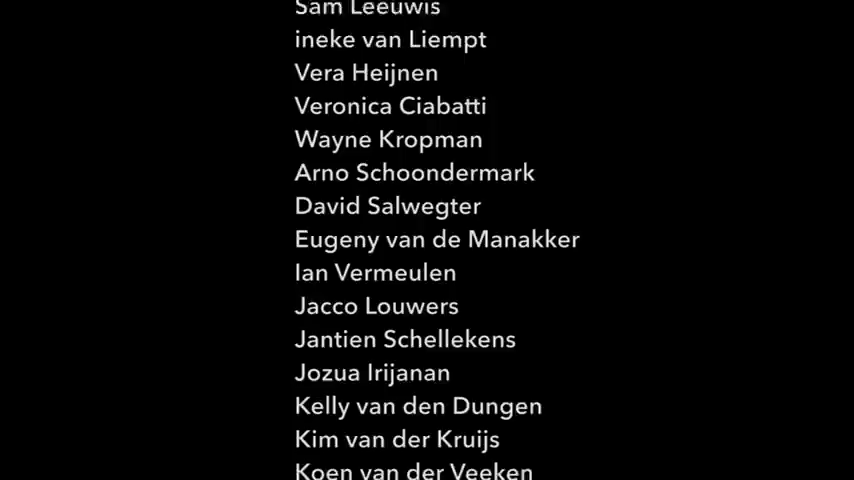 Sam Leeuwis
ineke van Liempt
Vera Heijnen
Veronica Ciabatti
Wayne Kropman
Arno Schoondermark
David Salwegter
Eugeny van de Manakker
Ian Vermeulen
Jacco Louwers
Jantien Schellekens
Jozua Irijanan
Kelly van den Dungen
Kim van der Kruijs
Koen van der Veeken